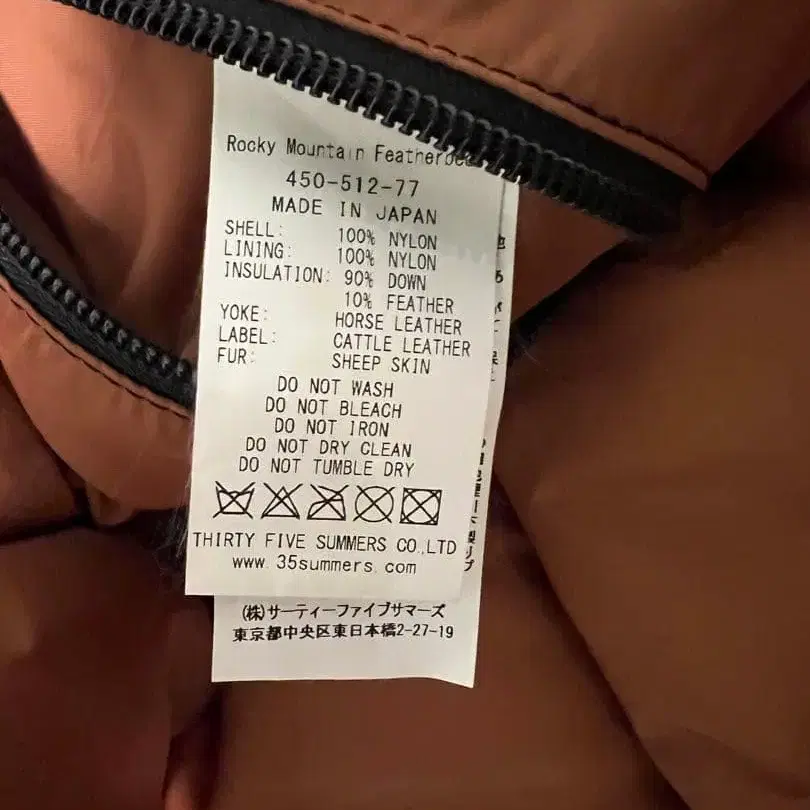 Rocky Mountain
450-512-77
MADE IN JAPAN
SHELL: 100% NYLON
LINING: 100% NYLON
INSULATION: 90% DOWN
10% FEATHER
YOKE: HORSE LEATHER
LABEL: CATTLE LEATHER
FUR: SHEEP SKIN
DO NOT WASH
DO NOT BLEACH
DO NOT IRON
DO NOT DRY CLEAN
DO NOT TUMBLE DRY
THIRTY FIVE SUMMERS CO.,LTD
www.35summers.com
(株)サーティーファイブサマーズ
東京都中央区東日本橋2-27-19